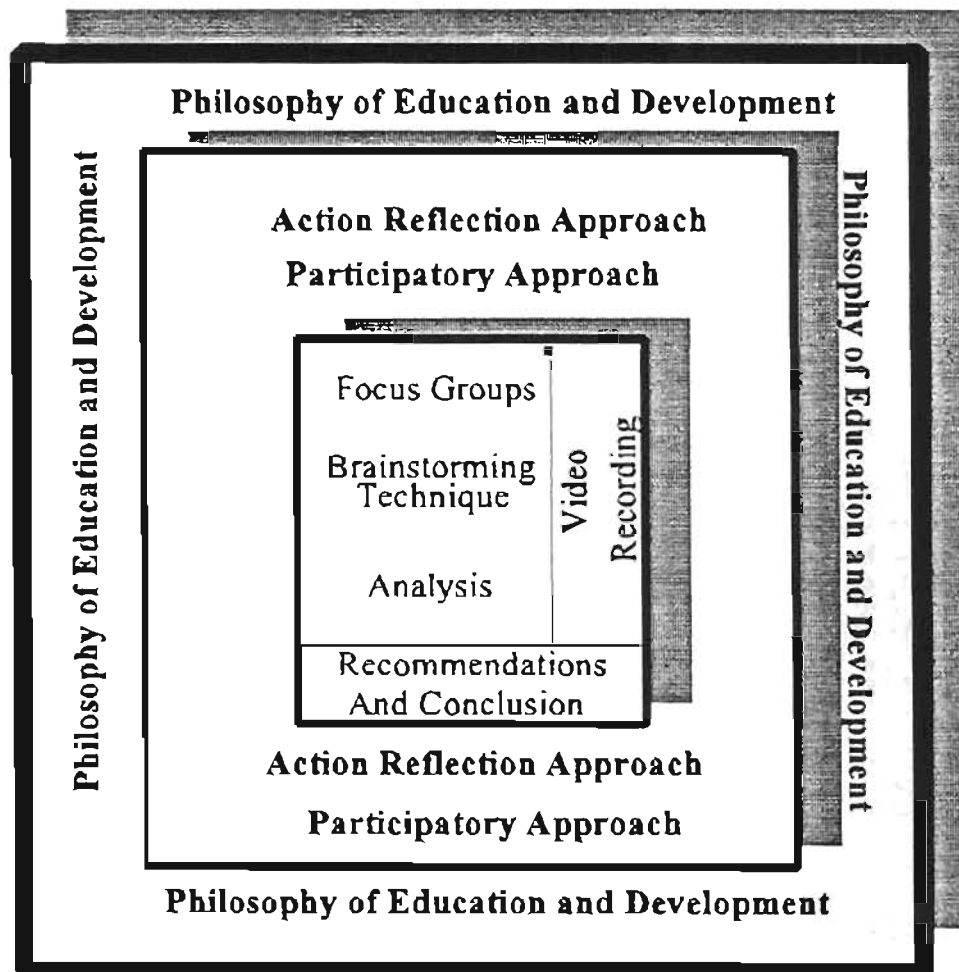 Philosophy of Education and Development
Philosophy of Education and Development
Philosophy of Education and Development
Action Reflection Approach
Participatory Approach
Focus Groups
Brainstorming
Technique
Analysis
Video
Recording
Recommendations
And Conclusion
Action Reflection Approach
Participatory Approach
Philosophy of Education and Development